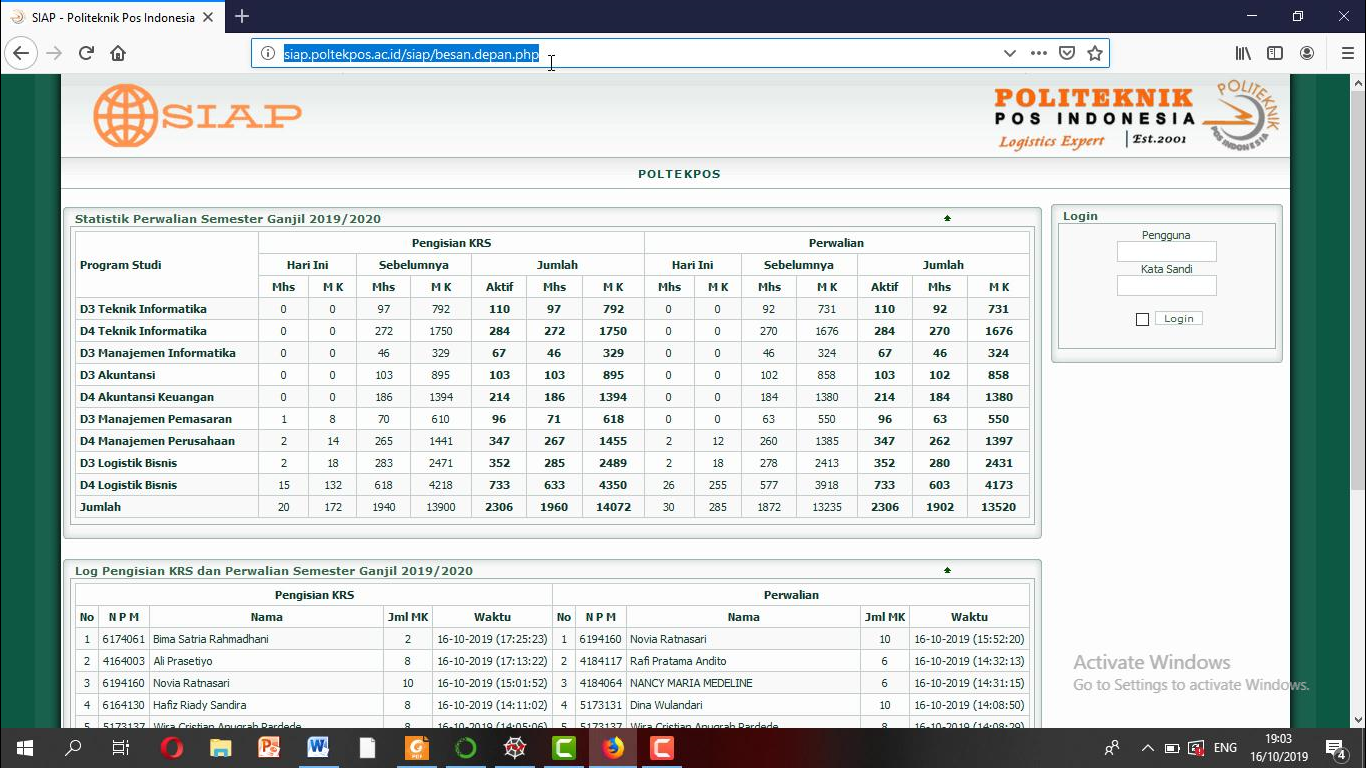 SIAP - Politeknik Pos Indonesia
siap.poltekpos.ac.id/siap/besan.depan.php
SIAP
POLITEKNIK
POS INDONESIA
Logistics Expert | Est.2001
POLITEKNIK
POS INDONESIA
POLTEKPOS
Statistik Perwalian Semester Ganjil 2019/2020
Program Studi Pengisian KRS Perwalian
Hari Ini Sebelumnya Jumlah Hari Ini Sebelumnya Jumlah
Mhs M K Mhs M K Aktif Mhs M K Mhs M K Mhs M K Aktif Mhs M K
D3 Teknik Informatika 0 0 97 792 110 97 792 0 0 92 731 110 92 731
D4 Teknik Informatika 0 0 272 1750 284 272 1750 0 0 270 1676 284 270 1676
D3 Manajemen Informatika 0 0 46 329 67 46 329 0 0 46 324 67 46 324
D3 Akuntansi 0 0 103 895 103 103 895 0 0 102 858 103 102 858
D4 Akuntansi Keuangan 0 0 186 1394 214 186 1394 0 0 184 1380 214 184 1380
D3 Manajemen Pemasaran 1 8 70 610 96 71 618 0 0 63 550 96 63 550
D4 Manajemen Perusahaan 2 14 265 1441 347 267 1455 2 12 260 1385 347 262 1397
D3 Logistik Bisnis 2 18 283 2471 352 285 2489 2 18 278 2413 352 280 2431
D4 Logistik Bisnis 15 132 618 4218 733 633 4350 26 255 577 3918 733 603 4173
Jumlah 20 172 1940 13900 2306 1960 14072 30 285 1872 13235 2306 1902 13520
Login
Pengguna
Kata Sandi
Login
Log Pengisian KRS dan Perwalian Semester Ganjil 2019/2020
Pengisian KRS Perwalian
No N P M Nama Jml MK Waktu No N P M Nama Jml MK Waktu
1 6174061 Bima Satria Rahmadhani 2 16-10-2019 (17:25:23) 1 6194160 Novia Ratnasari 10 16-10-2019 (15:52:20)
2 4164003 Ali Prasetiyo 8 16-10-2019 (17:13:22) 2 4184117 Rafi Pratama Andito 6 16-10-2019 (14:32:13)
3 6194160 Novia Ratnasari 10 16-10-2019 (15:01:52) 3 4184064 NANCY MARIA MEDELINE 6 16-10-2019 (14:31:15)
4 6164130 Hafiz Riady Sandira 8 16-10-2019 (14:11:02) 4 5173131 Dina Wulandari 10 16-10-2019 (14:08:50)
5 5173137 Wira Cristian Anugrah Pardede 8 16-10-2019 (14:05:06) 5 5173137 Wira Cristian Anugrah Pardede 8 16-10-2019 (14:08:29)
Activate Windows
Go to Settings to activate Windows.
ENG
19:03
16/10/2019
4